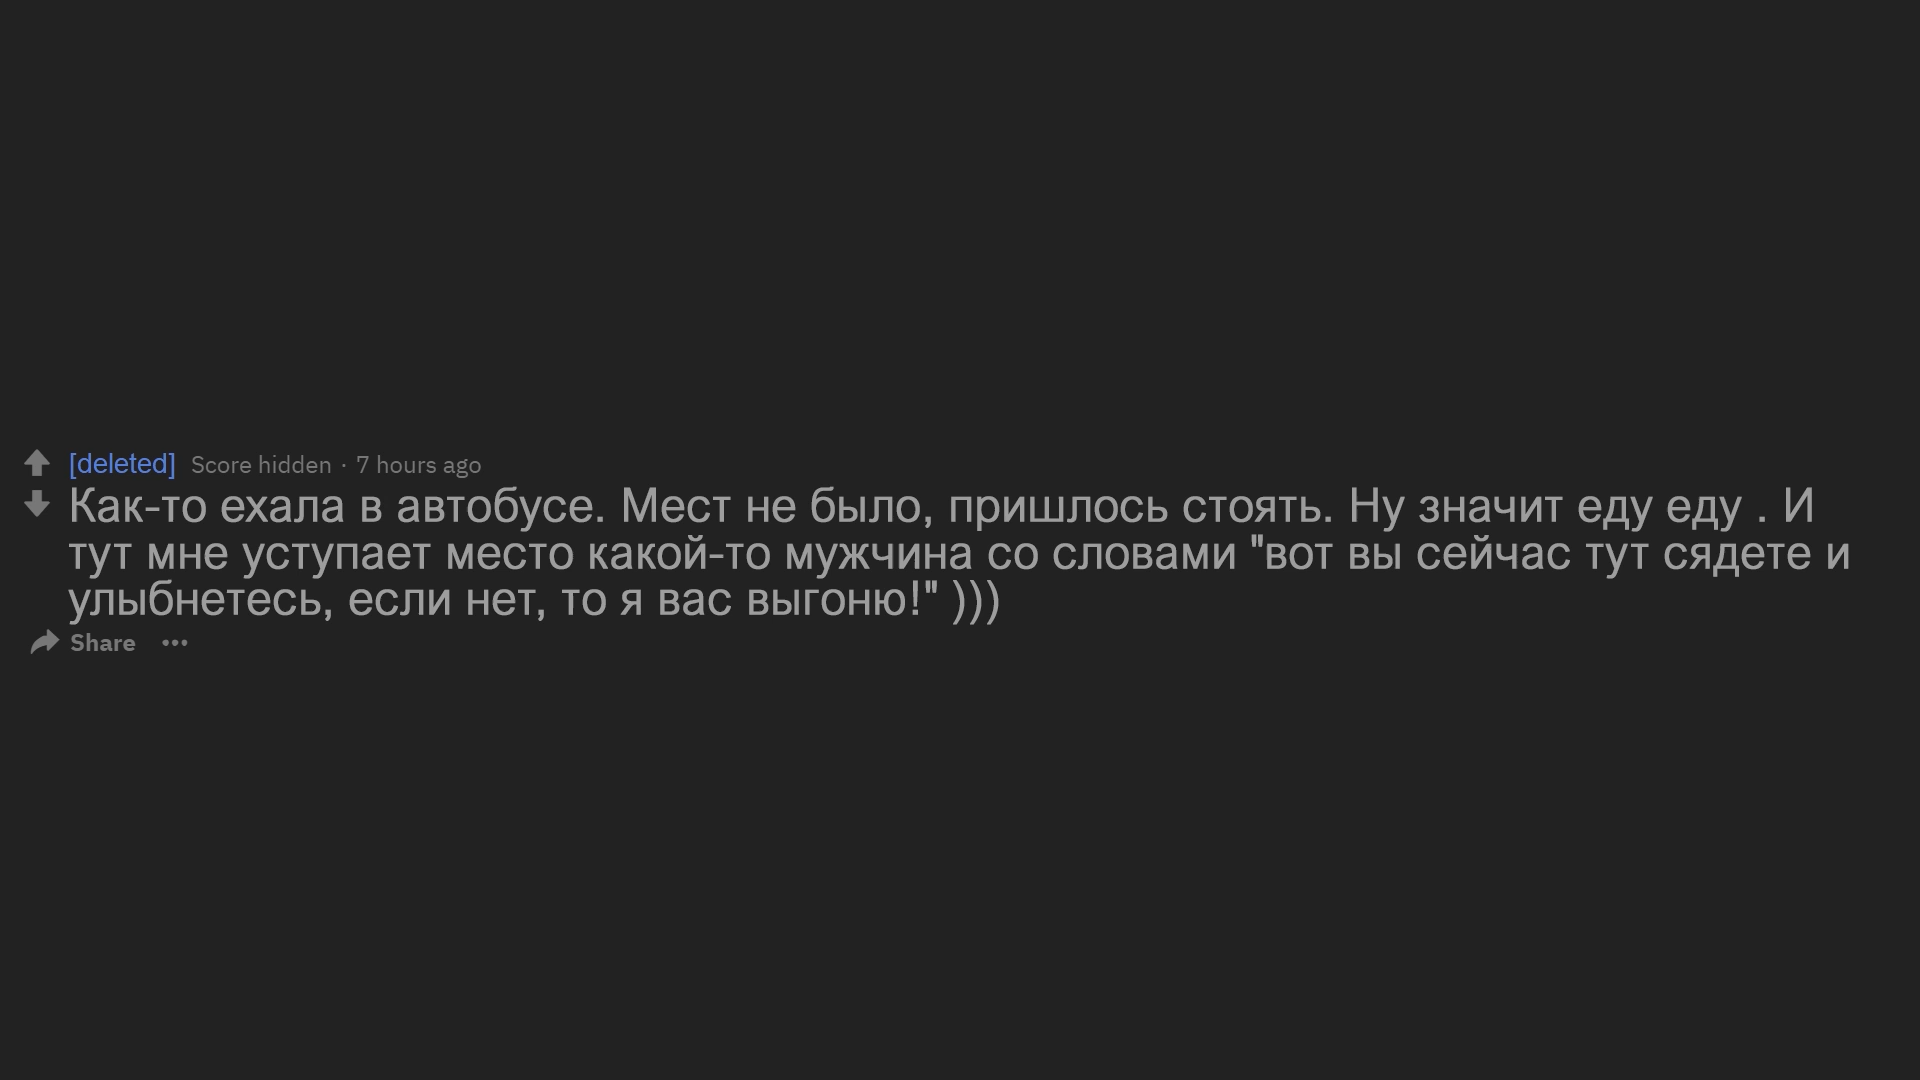 [deleted] Score hidden · 7 hours ago
Как-то ехала в автобусе. Мест не было, пришлось стоять. Ну значит еду еду . И
тут мне уступает место какой-то мужчина со словами "вот вы сейчас тут сядете и
улыбнетесь, если нет, то я вас выгоню!" )))
Share •••